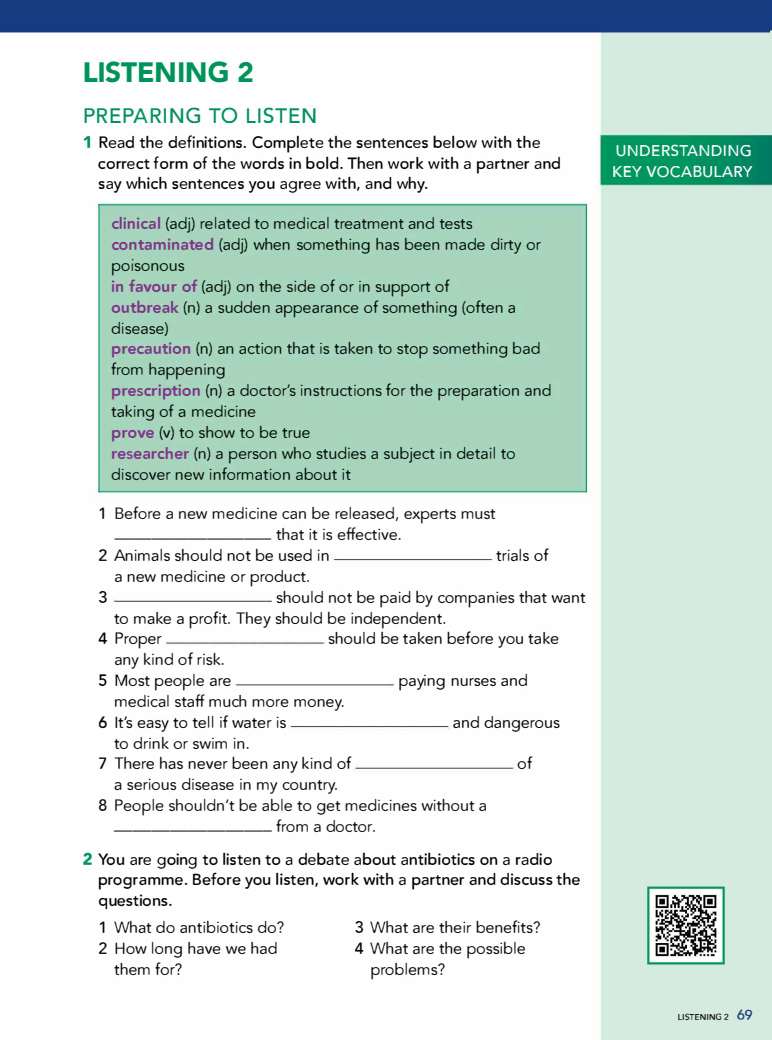 LISTENING 2
PREPARING TO LISTEN
1 Read the definitions. Complete the sentences below with the
correct form of the words in bold. Then work with a partner and
say which sentences you agree with, and why.
UNDERSTANDING
KEY VOCABULARY
clinical (adj) related to medical treatment and tests
contaminated (adj) when something has been made dirty or
poisonous
in favour of (adj) on the side of or in support of
outbreak (n) a sudden appearance of something (often a
disease)
precaution (n) an action that is taken to stop something bad
from happening
prescription (n) a doctor's instructions for the preparation and
taking of a medicine
prove (v) to show to be true
researcher (n) a person who studies a subject in detail to
discover new information about it
1 Before a new medicine can be released, experts must
____________________ that it is effective.
2 Animals should not be used in ____________________ trials of
a new medicine or product.
3 ____________________ should not be paid by companies that want
to make a profit. They should be independent.
4 Proper ____________________ should be taken before you take
any kind of risk.
5 Most people are ____________________ paying nurses and
medical staff much more money.
6 It's easy to tell if water is ____________________ and dangerous
to drink or swim in.
7 There has never been any kind of ____________________ of
a serious disease in my country.
8 People shouldn't be able to get medicines without a
____________________ from a doctor.
2 You are going to listen to a debate about antibiotics on a radio
programme. Before you listen, work with a partner and discuss the
questions.
1 What do antibiotics do?
2 How long have we had
them for?
3 What are their benefits?
4 What are the possible
problems?
LISTENING 2 69